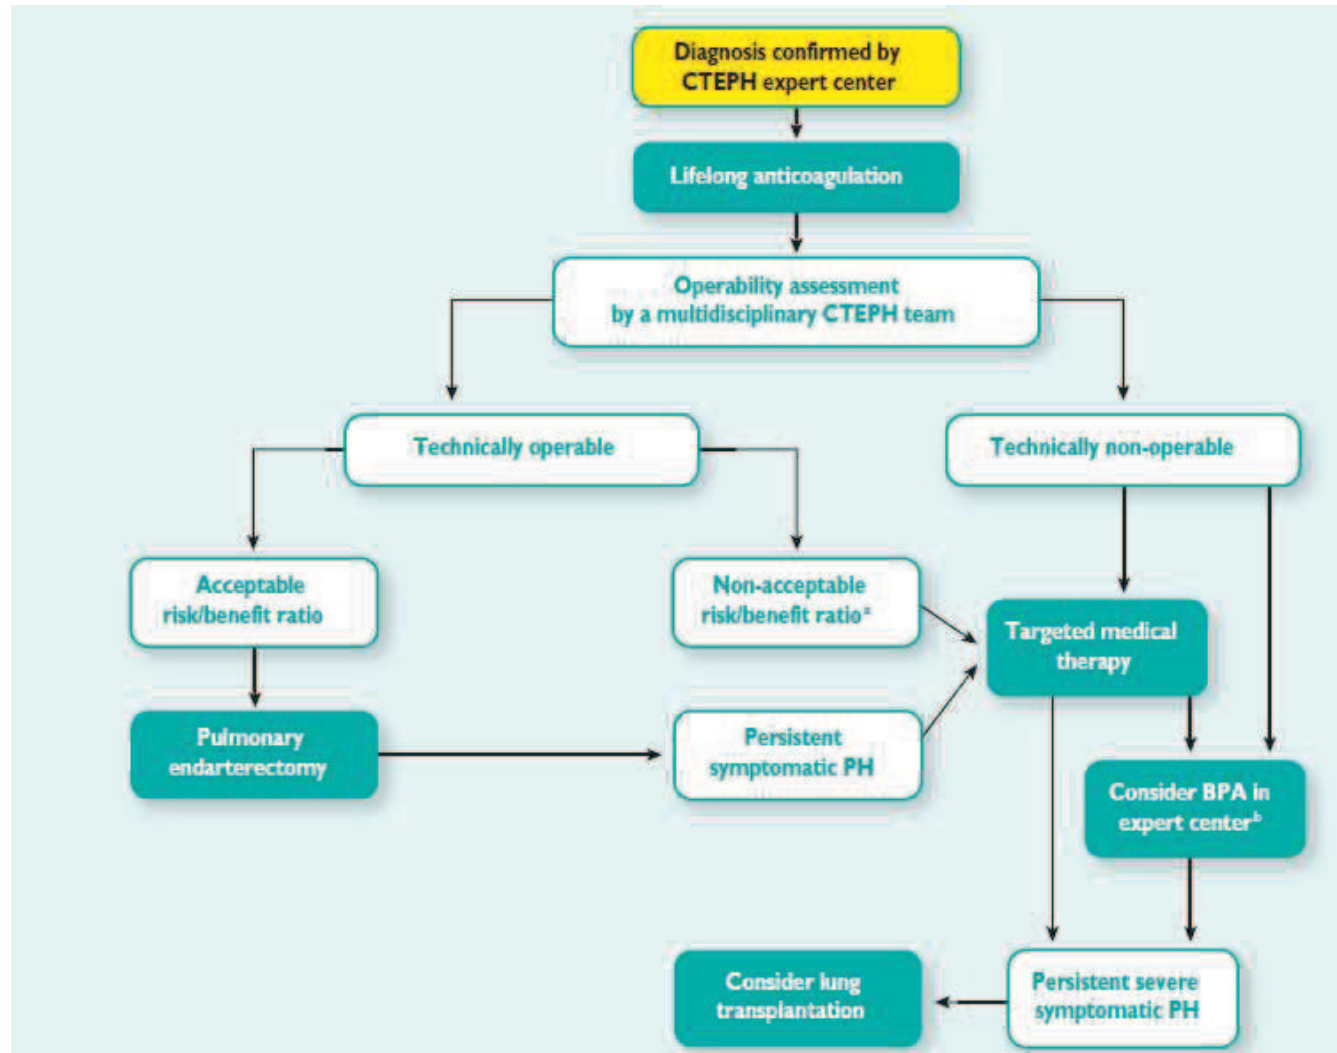 Diagnosis confirmed by
CTEPH expert center
Lifelong anticoagulation
Operability assessment
by a multidisciplinary CTEPH team
Technically operable
Technically non-operable
Acceptable
risk/benefit ratio
Non-acceptable
risk/benefit ratioᵃ
Targeted medical
therapy
Pulmonary
endarterectomy
Persistent
symptomatic PH
Consider BPA in
expert centerᵇ
Consider lung
transplantation
Persistent severe
symptomatic PH